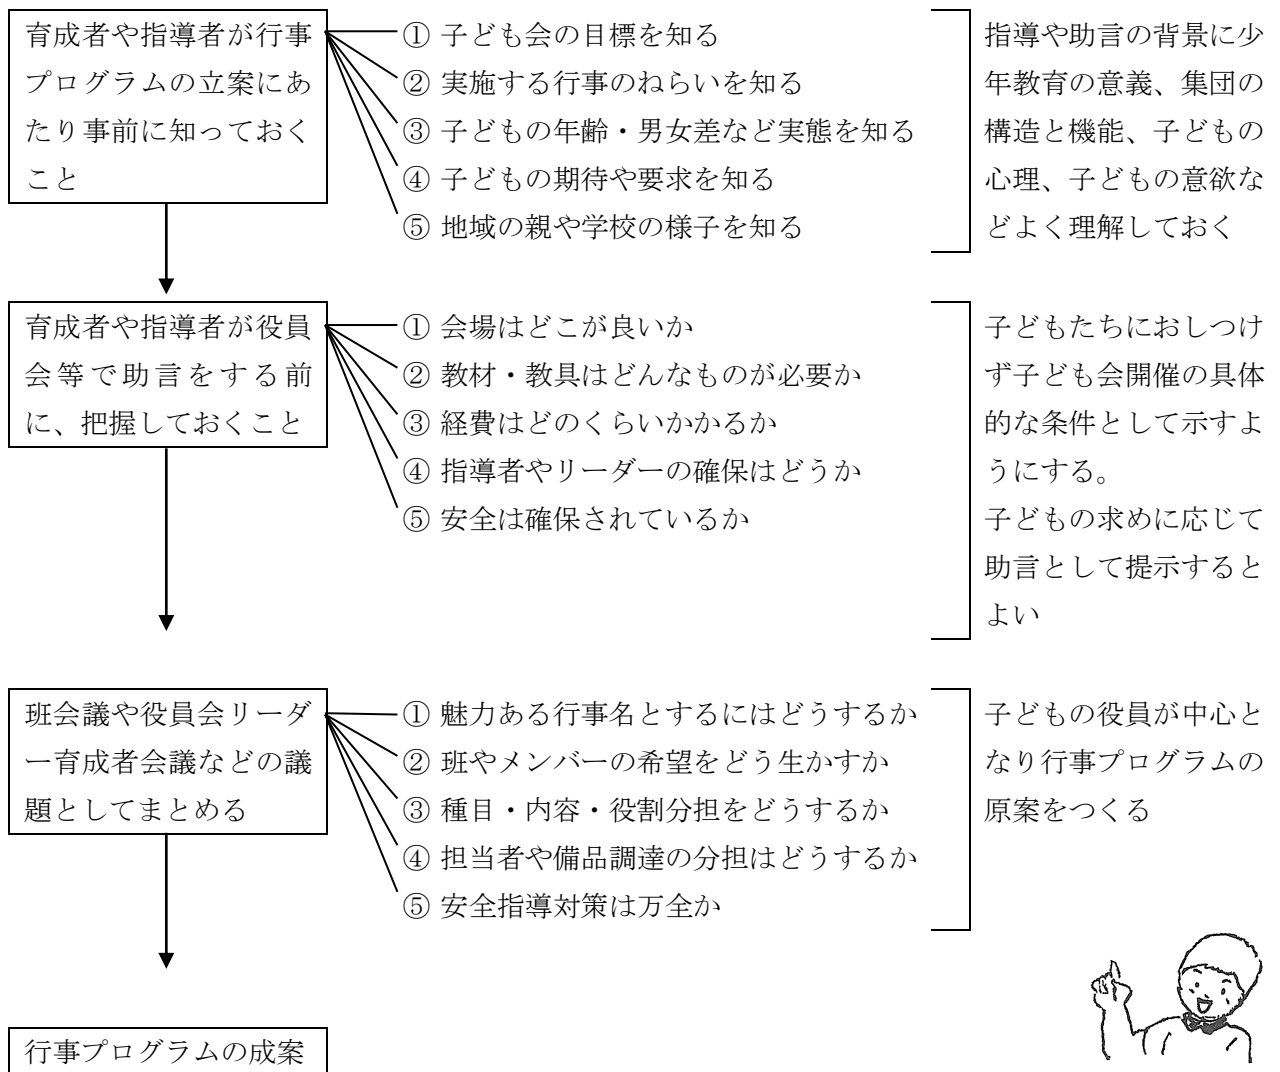 育成者や指導者が行事
プログラムの立案にあ
たり事前に知っておく
こと
① 子ども会の目標を知る
② 実施する行事のねらいを知る
③ 子どもの年齢・男女差など実態を知る
④ 子どもの期待や要求を知る
⑤ 地域の親や学校の様子を知る
指導や助言の背景に少
年教育の意義、集団の
構造と機能、子どもの
心理、子どもの意欲な
どよく理解しておく
育成者や指導者が役員
会等で助言をする前
に、把握しておくこと
① 会場はどこが良いか
② 教材・教具はどんなものが必要か
③ 経費はどのくらいかかるか
④ 指導者やリーダーの確保はどうか
⑤ 安全は確保されているか
子どもたちにおしつけ
ず子ども会開催の具体
的な条件として示すよ
うにする。
子どもの求めに応じて
助言として提示すると
よい
班会議や役員会リーダ
ー育成者会議などの議
題としてまとめる
① 魅力ある行事名とするにはどうするか
② 班やメンバーの希望をどう生かすか
③ 種目・内容・役割分担をどうするか
④ 担当者や備品調達の分担はどうするか
⑤ 安全指導対策は万全か
子どもの役員が中心と
なり行事プログラムの
原案をつくる
行事プログラムの成案